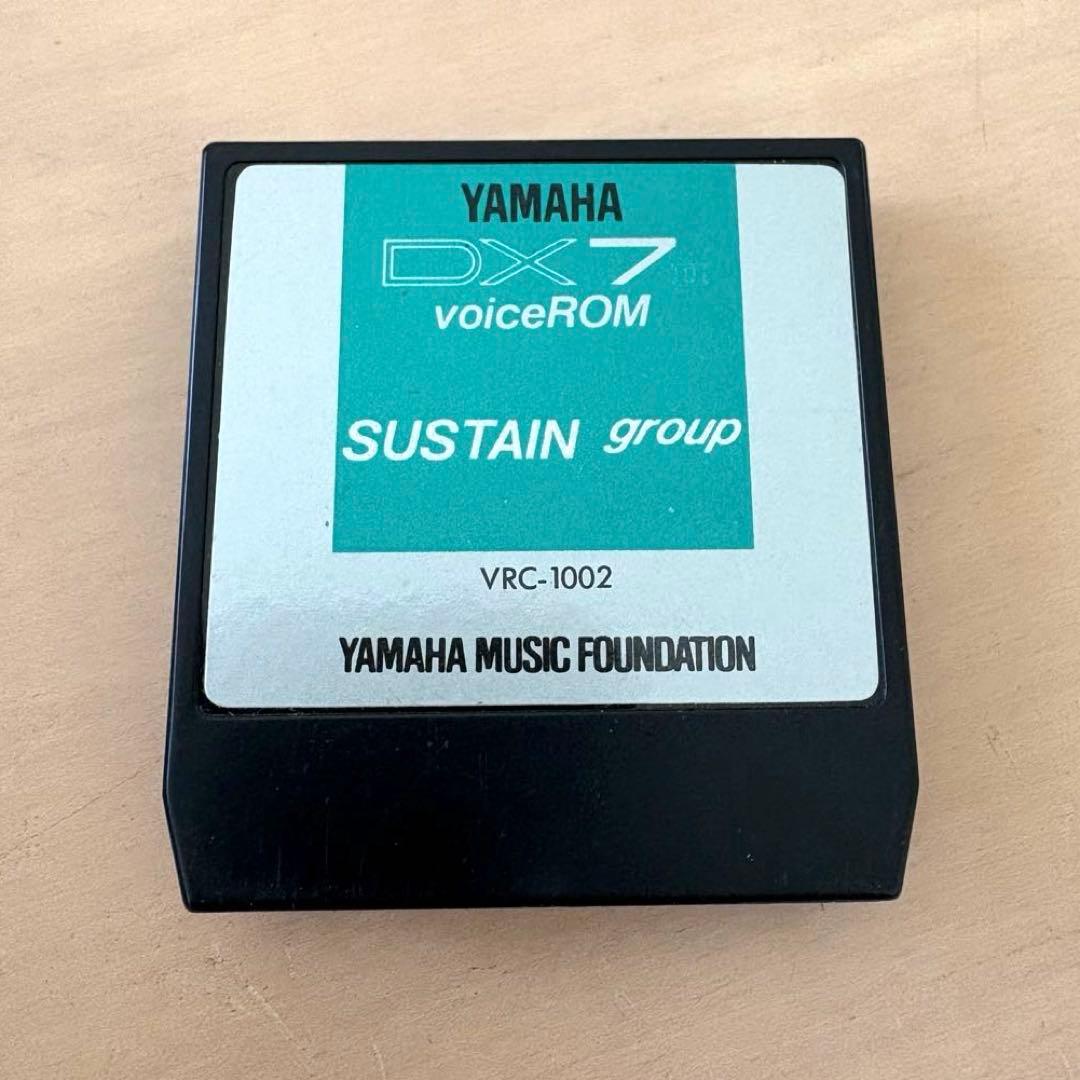 YAMAHA
DX7
voiceROM
SUSTAIN group
VRC-1002
YAMAHA MUSIC FOUNDATION